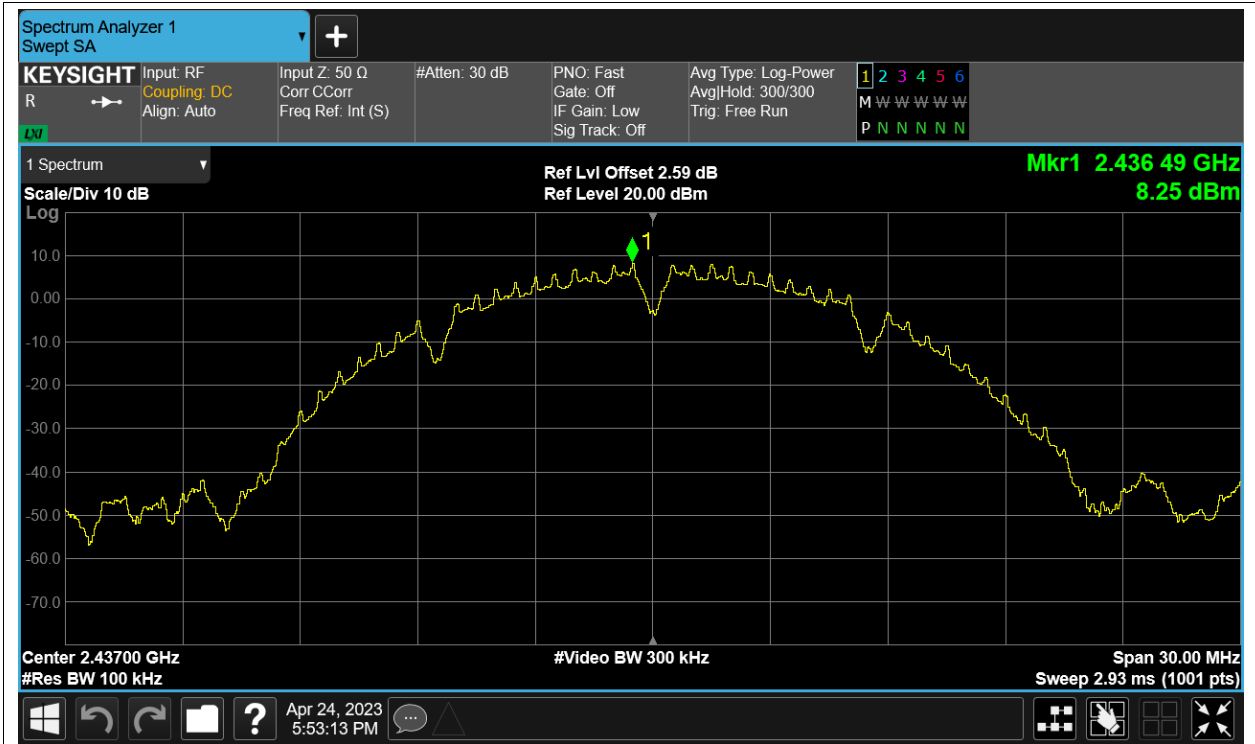 Spectrum Analyzer 1
Swept SA
KEYSIGHT
R
LXI
Input: RF
Coupling: DC
Align: Auto
Input Z: 50 Ω
Corr CCorr
Freq Ref: Int (S)
#Atten: 30 dB
PNO: Fast
Gate: Off
IF Gain: Low
Sig Track: Off
Avg Type: Log-Power
Avg|Hold: 300/300
Trig: Free Run
1 2 3 4 5 6
M W W W W W
P N N N N N
1 Spectrum
Scale/Div 10 dB
Log
Ref Lvl Offset 2.59 dB
Ref Level 20.00 dBm
Mkr1 2.436 49 GHz
8.25 dBm
1
10.0
0.00
-10.0
-20.0
-30.0
-40.0
-50.0
-60.0
-70.0
Center 2.43700 GHz
#Video BW 300 kHz
Span 30.00 MHz
#Res BW 100 kHz
Sweep 2.93 ms (1001 pts)
?
Apr 24, 2023
5:53:13 PM